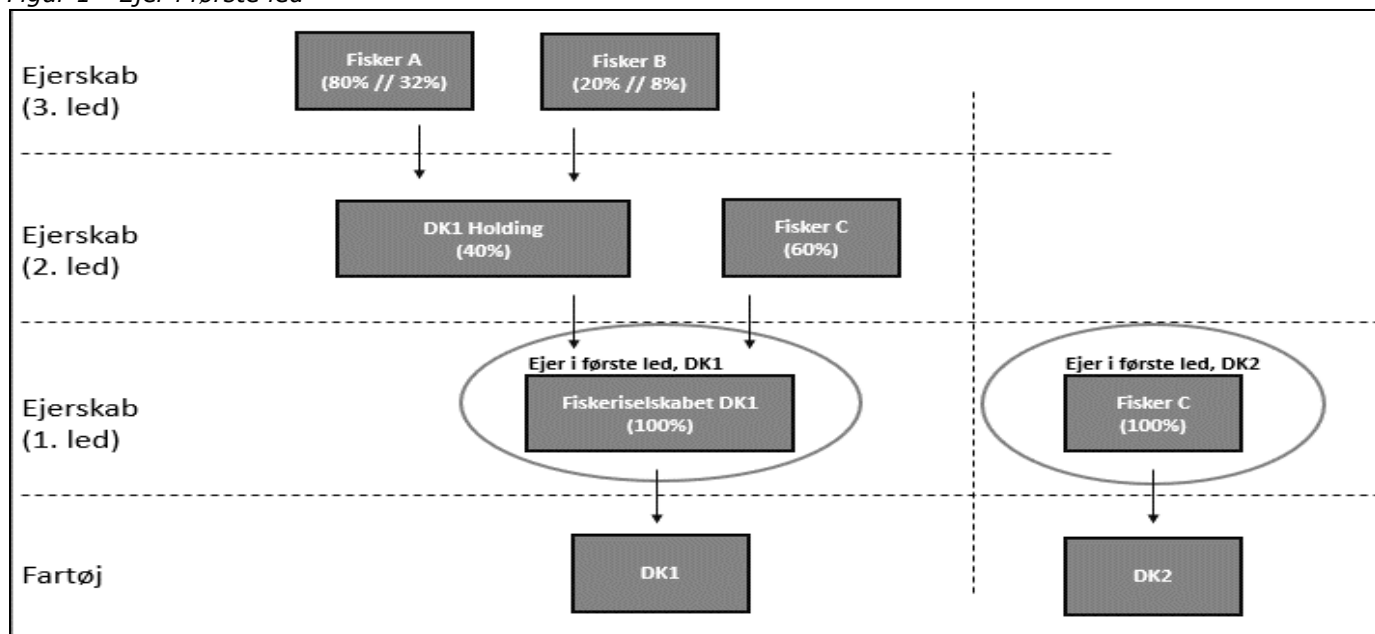 Figur 1 – Ejer i første led
Ejerskab
(3. led)
Fisker A
(80% // 32%)
Fisker B
(20% // 8%)
Ejerskab
(2. led)
DK1 Holding
(40%)
Fisker C
(60%)
Ejerskab
(1. led)
Ejer i første led, DK1
Fiskeriselskabet DK1
(100%)
Ejer i første led, DK2
Fisker C
(100%)
Fartøj
DK1
DK2